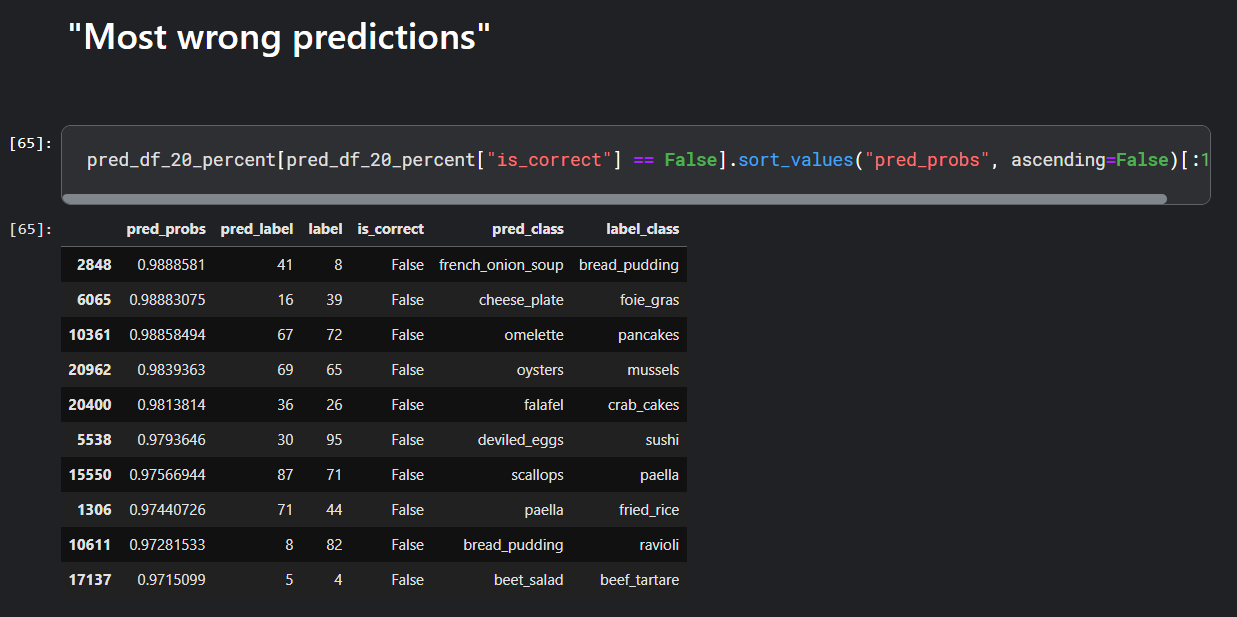 "Most wrong predictions"
[65]:
pred_df_20_percent[pred_df_20_percent["is_correct"] == False].sort_values("pred_probs", ascending=False)[:1
[65]:
pred_probs pred_label label is_correct pred_class label_class
2848 0.9888581 41 8 False french_onion_soup bread_pudding
6065 0.98883075 16 39 False cheese_plate foie_gras
10361 0.98858494 67 72 False omelette pancakes
20962 0.9839363 69 65 False oysters mussels
20400 0.9813814 36 26 False falafel crab_cakes
5538 0.9793646 30 95 False deviled_eggs sushi
15550 0.97566944 87 71 False scallops paella
1306 0.97440726 71 44 False paella fried_rice
10611 0.97281533 8 82 False bread_pudding ravioli
17137 0.9715099 5 4 False beet_salad beef_tartare